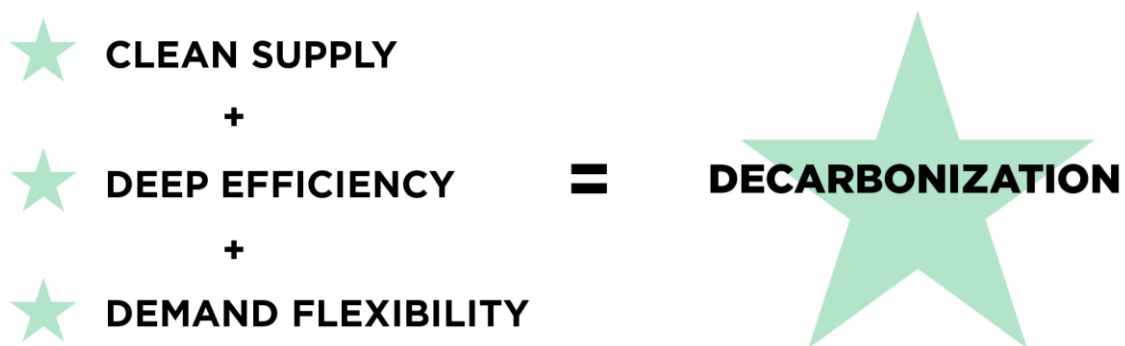 CLEAN SUPPLY
+
DEEP EFFICIENCY
+
DEMAND FLEXIBILITY
=
DECARBONIZATION